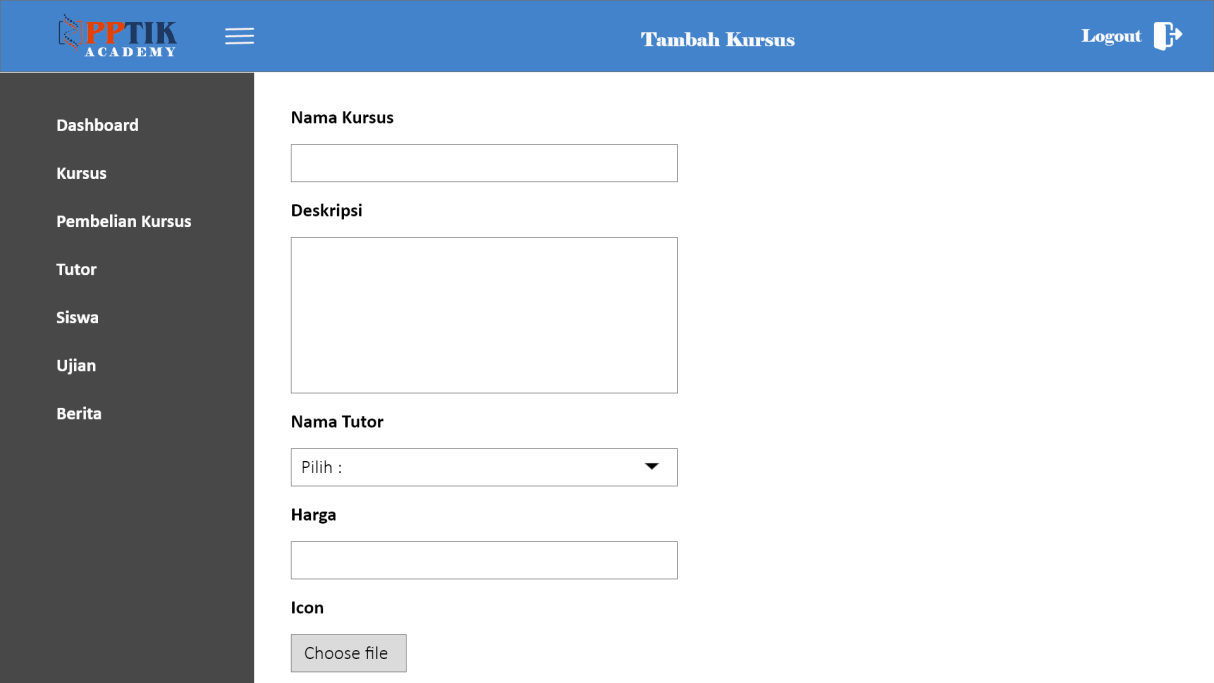 PPTIK
ACADEMY
Tambah Kursus
Logout
Dashboard
Kursus
Pembelian Kursus
Tutor
Siswa
Ujian
Berita
Nama Kursus
Deskripsi
Nama Tutor
Pilih :
Harga
Icon
Choose file